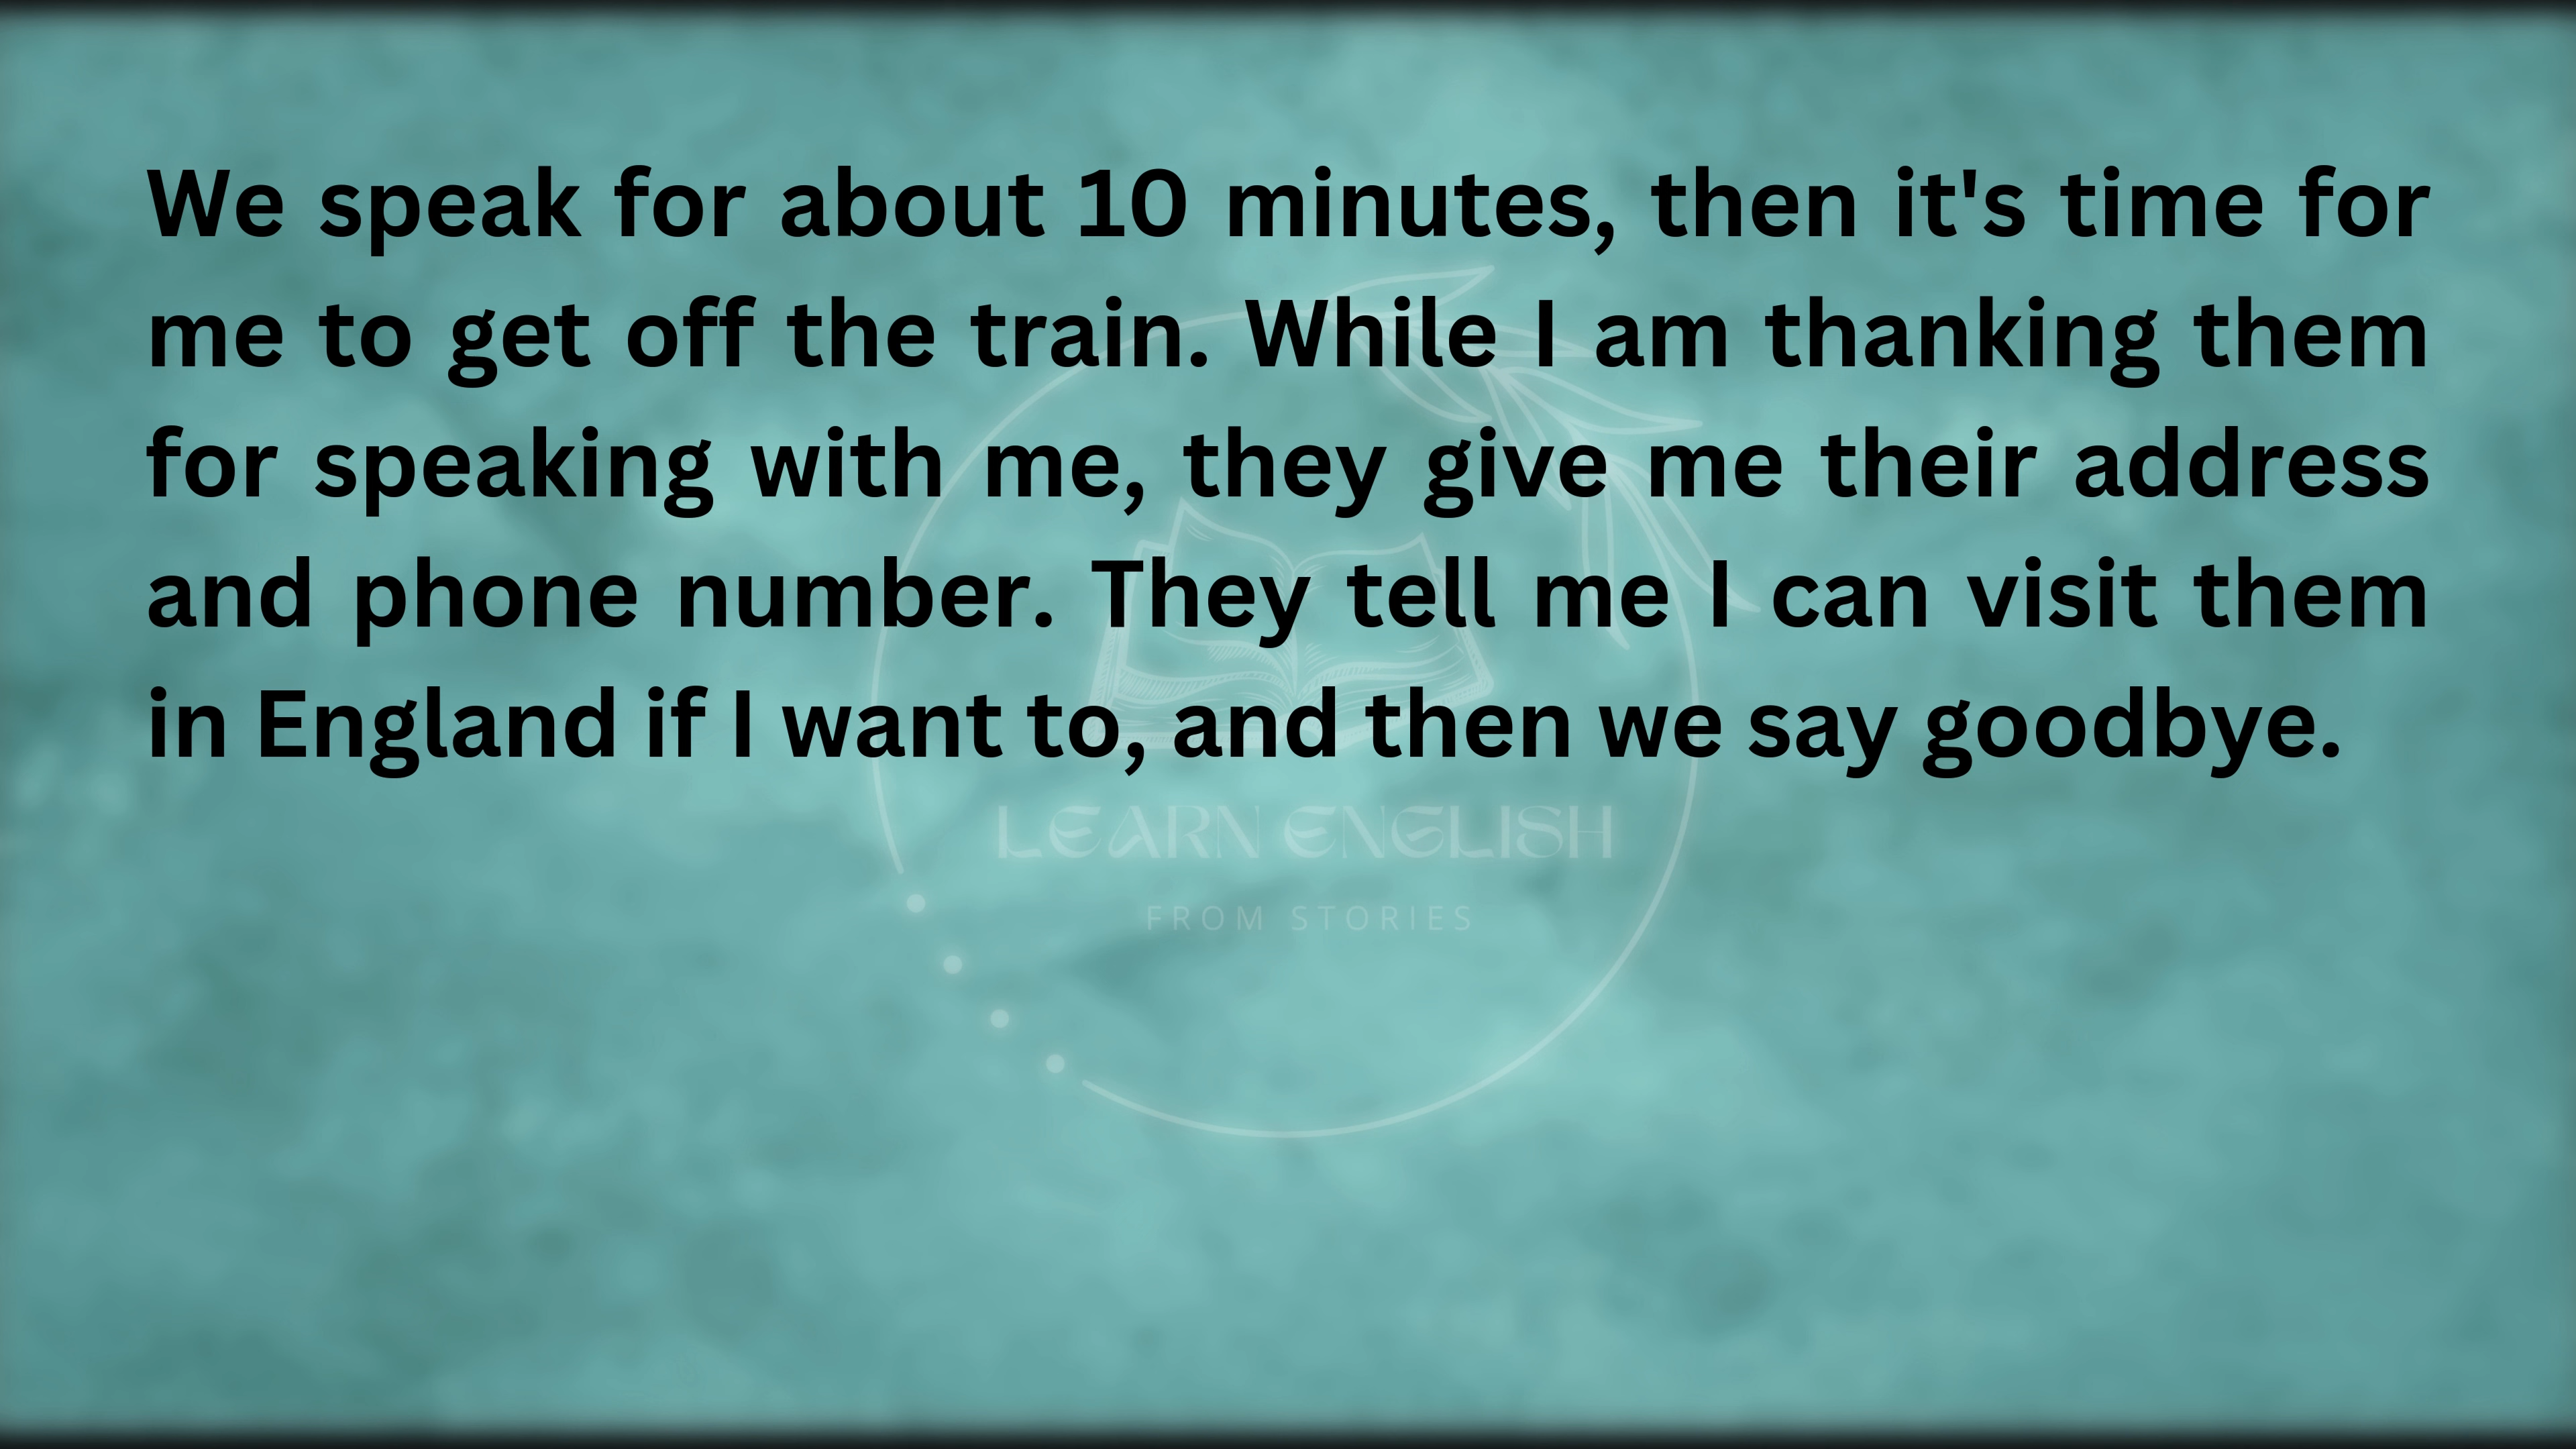 We speak for about 10 minutes, then it's time for
me to get off the train. While I am thanking them
for speaking with me, they give me their address
and phone number. They tell me I can visit them
in England if I want to, and then we say goodbye.
LEARN ENGLISH
FROM STORIES